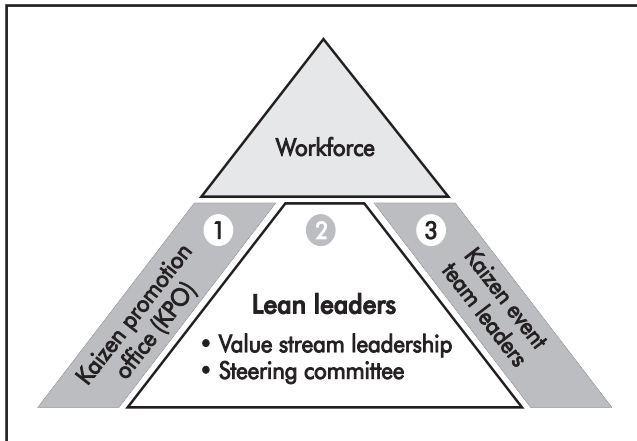 Workforce
1
2
3
Kaizen promotion
office (KPO)
Lean leaders
• Value stream leadership
• Steering committee
Kaizen event
team leaders